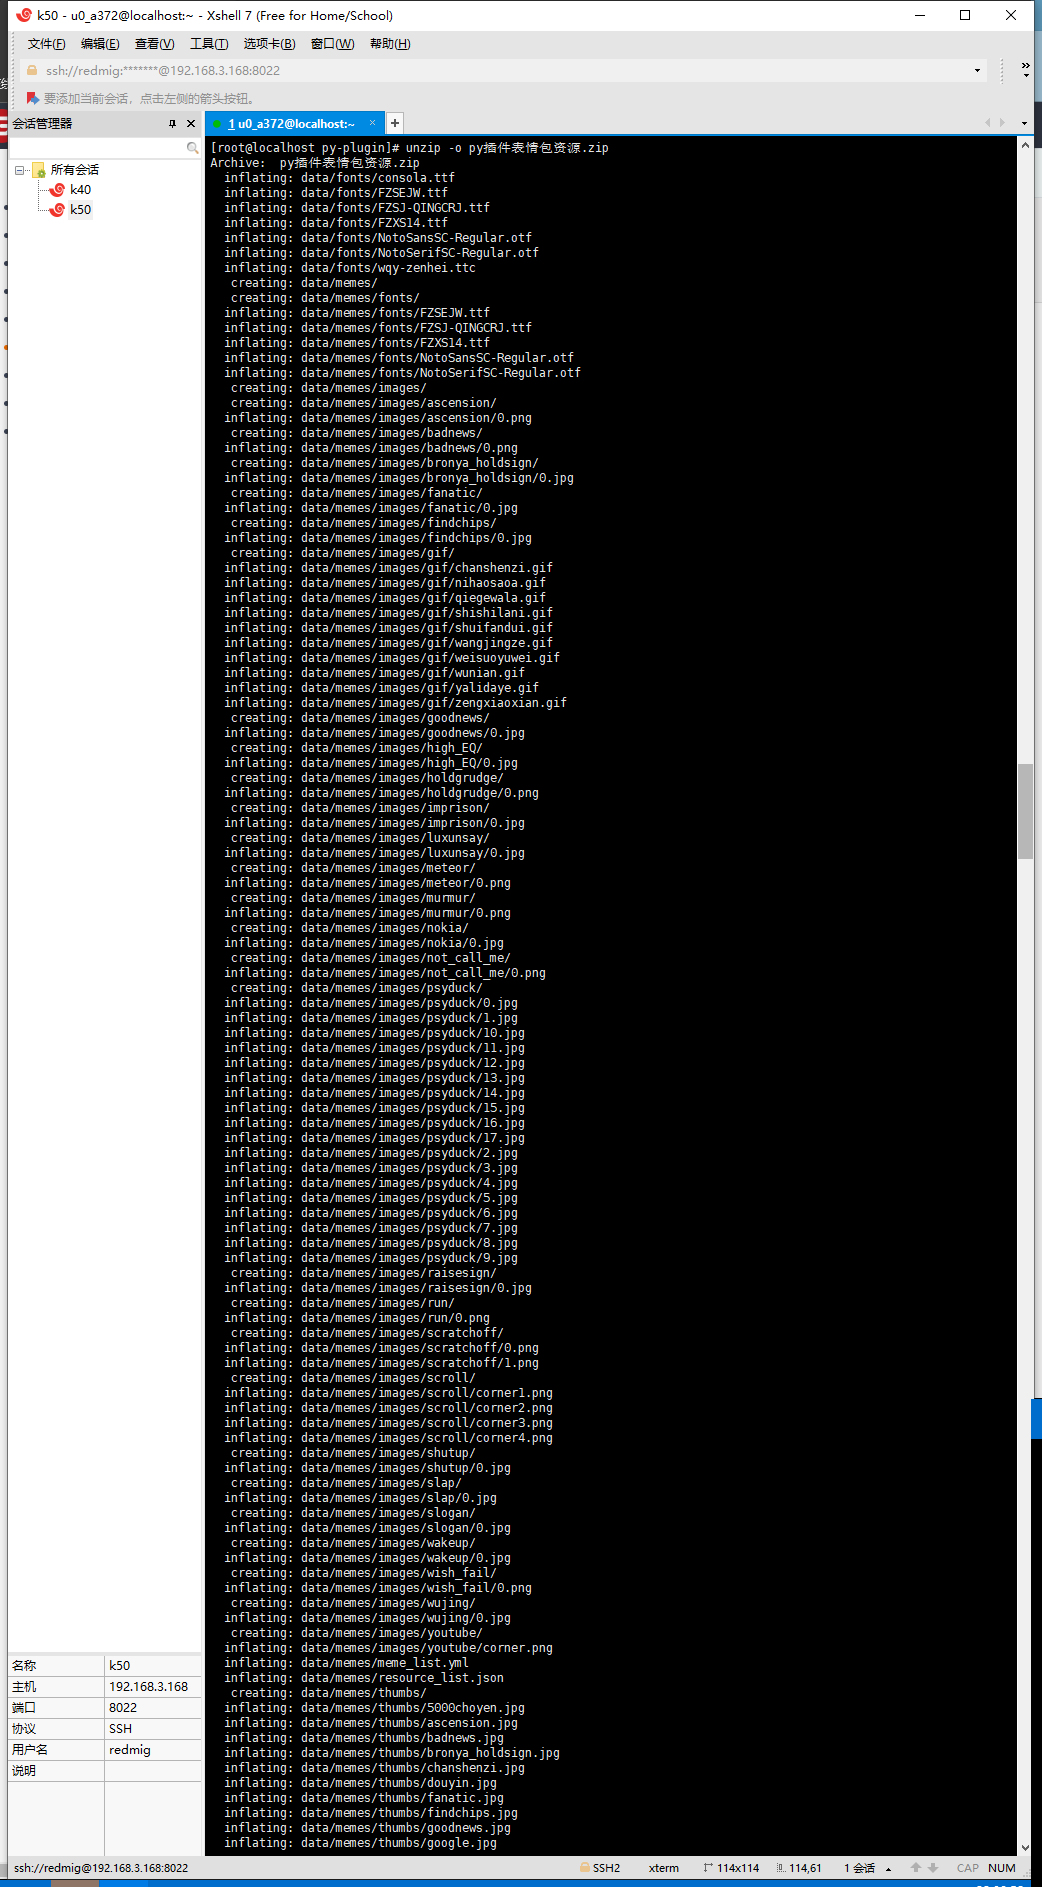 k50 - u0_a372@localhost:~ - Xshell 7 (Free for Home/School)
文件(F) 编辑(E) 查看(V) 工具(T) 选项卡(B) 窗口(W) 帮助(H)
ssh://redmig:*******@192.168.3.168:8022
要添加当前会话，点击左侧的箭头按钮。
会话管理器
1 u0_a372@localhost:~
所有会话
k40
k50
[root@localhost py-plugin]# unzip -o py插件表情包资源.zip
Archive:  py插件表情包资源.zip
inflating: data/fonts/consola.ttf
inflating: data/fonts/FZSEJW.ttf
inflating: data/fonts/FZSJ-QINGCRJ.ttf
inflating: data/fonts/FZXS14.ttf
inflating: data/fonts/NotoSansSC-Regular.otf
inflating: data/fonts/NotoSerifSC-Regular.otf
inflating: data/fonts/wqy-zenhei.ttc
creating: data/memes/
creating: data/memes/fonts/
inflating: data/memes/fonts/FZSEJW.ttf
inflating: data/memes/fonts/FZSJ-QINGCRJ.ttf
inflating: data/memes/fonts/FZXS14.ttf
inflating: data/memes/fonts/NotoSansSC-Regular.otf
inflating: data/memes/fonts/NotoSerifSC-Regular.otf
creating: data/memes/images/
creating: data/memes/images/ascension/
inflating: data/memes/images/ascension/0.png
creating: data/memes/images/badnews/
inflating: data/memes/images/badnews/0.png
creating: data/memes/images/bronya_holdsign/
inflating: data/memes/images/bronya_holdsign/0.jpg
creating: data/memes/images/fanatic/
inflating: data/memes/images/fanatic/0.jpg
creating: data/memes/images/findchips/
inflating: data/memes/images/findchips/0.jpg
creating: data/memes/images/gif/
inflating: data/memes/images/gif/chanshenzi.gif
inflating: data/memes/images/gif/nihaosaoa.gif
inflating: data/memes/images/gif/qiegewala.gif
inflating: data/memes/images/gif/shishilani.gif
inflating: data/memes/images/gif/shuifandui.gif
inflating: data/memes/images/gif/wangjingze.gif
inflating: data/memes/images/gif/weisuoyuwei.gif
inflating: data/memes/images/gif/wunian.gif
inflating: data/memes/images/gif/yalidaye.gif
inflating: data/memes/images/gif/zengxiaoxian.gif
creating: data/memes/images/goodnews/
inflating: data/memes/images/goodnews/0.jpg
creating: data/memes/images/high_EQ/
inflating: data/memes/images/high_EQ/0.jpg
creating: data/memes/images/holdgrudge/
inflating: data/memes/images/holdgrudge/0.png
creating: data/memes/images/imprison/
inflating: data/memes/images/imprison/0.jpg
creating: data/memes/images/luxunsay/
inflating: data/memes/images/luxunsay/0.jpg
creating: data/memes/images/meteor/
inflating: data/memes/images/meteor/0.png
creating: data/memes/images/murmur/
inflating: data/memes/images/murmur/0.png
creating: data/memes/images/nokia/
inflating: data/memes/images/nokia/0.jpg
creating: data/memes/images/not_call_me/
inflating: data/memes/images/not_call_me/0.png
creating: data/memes/images/psyduck/
inflating: data/memes/images/psyduck/0.jpg
inflating: data/memes/images/psyduck/1.jpg
inflating: data/memes/images/psyduck/10.jpg
inflating: data/memes/images/psyduck/11.jpg
inflating: data/memes/images/psyduck/12.jpg
inflating: data/memes/images/psyduck/13.jpg
inflating: data/memes/images/psyduck/14.jpg
inflating: data/memes/images/psyduck/15.jpg
inflating: data/memes/images/psyduck/16.jpg
inflating: data/memes/images/psyduck/17.jpg
inflating: data/memes/images/psyduck/2.jpg
inflating: data/memes/images/psyduck/3.jpg
inflating: data/memes/images/psyduck/4.jpg
inflating: data/memes/images/psyduck/5.jpg
inflating: data/memes/images/psyduck/6.jpg
inflating: data/memes/images/psyduck/7.jpg
inflating: data/memes/images/psyduck/8.jpg
inflating: data/memes/images/psyduck/9.jpg
creating: data/memes/images/raisesign/
inflating: data/memes/images/raisesign/0.jpg
creating: data/memes/images/run/
inflating: data/memes/images/run/0.png
creating: data/memes/images/scratchoff/
inflating: data/memes/images/scratchoff/0.png
inflating: data/memes/images/scratchoff/1.png
creating: data/memes/images/scroll/
inflating: data/memes/images/scroll/corner1.png
inflating: data/memes/images/scroll/corner2.png
inflating: data/memes/images/scroll/corner3.png
inflating: data/memes/images/scroll/corner4.png
creating: data/memes/images/shutup/
inflating: data/memes/images/shutup/0.jpg
creating: data/memes/images/slap/
inflating: data/memes/images/slap/0.jpg
creating: data/memes/images/slogan/
inflating: data/memes/images/slogan/0.jpg
creating: data/memes/images/wakeup/
inflating: data/memes/images/wakeup/0.jpg
creating: data/memes/images/wish_fail/
inflating: data/memes/images/wish_fail/0.png
creating: data/memes/images/wujing/
inflating: data/memes/images/wujing/0.jpg
creating: data/memes/images/youtube/
inflating: data/memes/images/youtube/corner.png
inflating: data/memes/meme_list.yml
inflating: data/memes/resource_list.json
creating: data/memes/thumbs/
inflating: data/memes/thumbs/5000choyen.jpg
inflating: data/memes/thumbs/ascension.jpg
inflating: data/memes/thumbs/badnews.jpg
inflating: data/memes/thumbs/bronya_holdsign.jpg
inflating: data/memes/thumbs/chanshenzi.jpg
inflating: data/memes/thumbs/douyin.jpg
inflating: data/memes/thumbs/fanatic.jpg
inflating: data/memes/thumbs/findchips.jpg
inflating: data/memes/thumbs/goodnews.jpg
inflating: data/memes/thumbs/google.jpg
名称 k50
主机 192.168.3.168
端口 8022
协议 SSH
用户名 redmig
说明
ssh://redmig@192.168.3.168:8022 SSH2 xterm 114x114 114,61 1 会话 CAP NUM